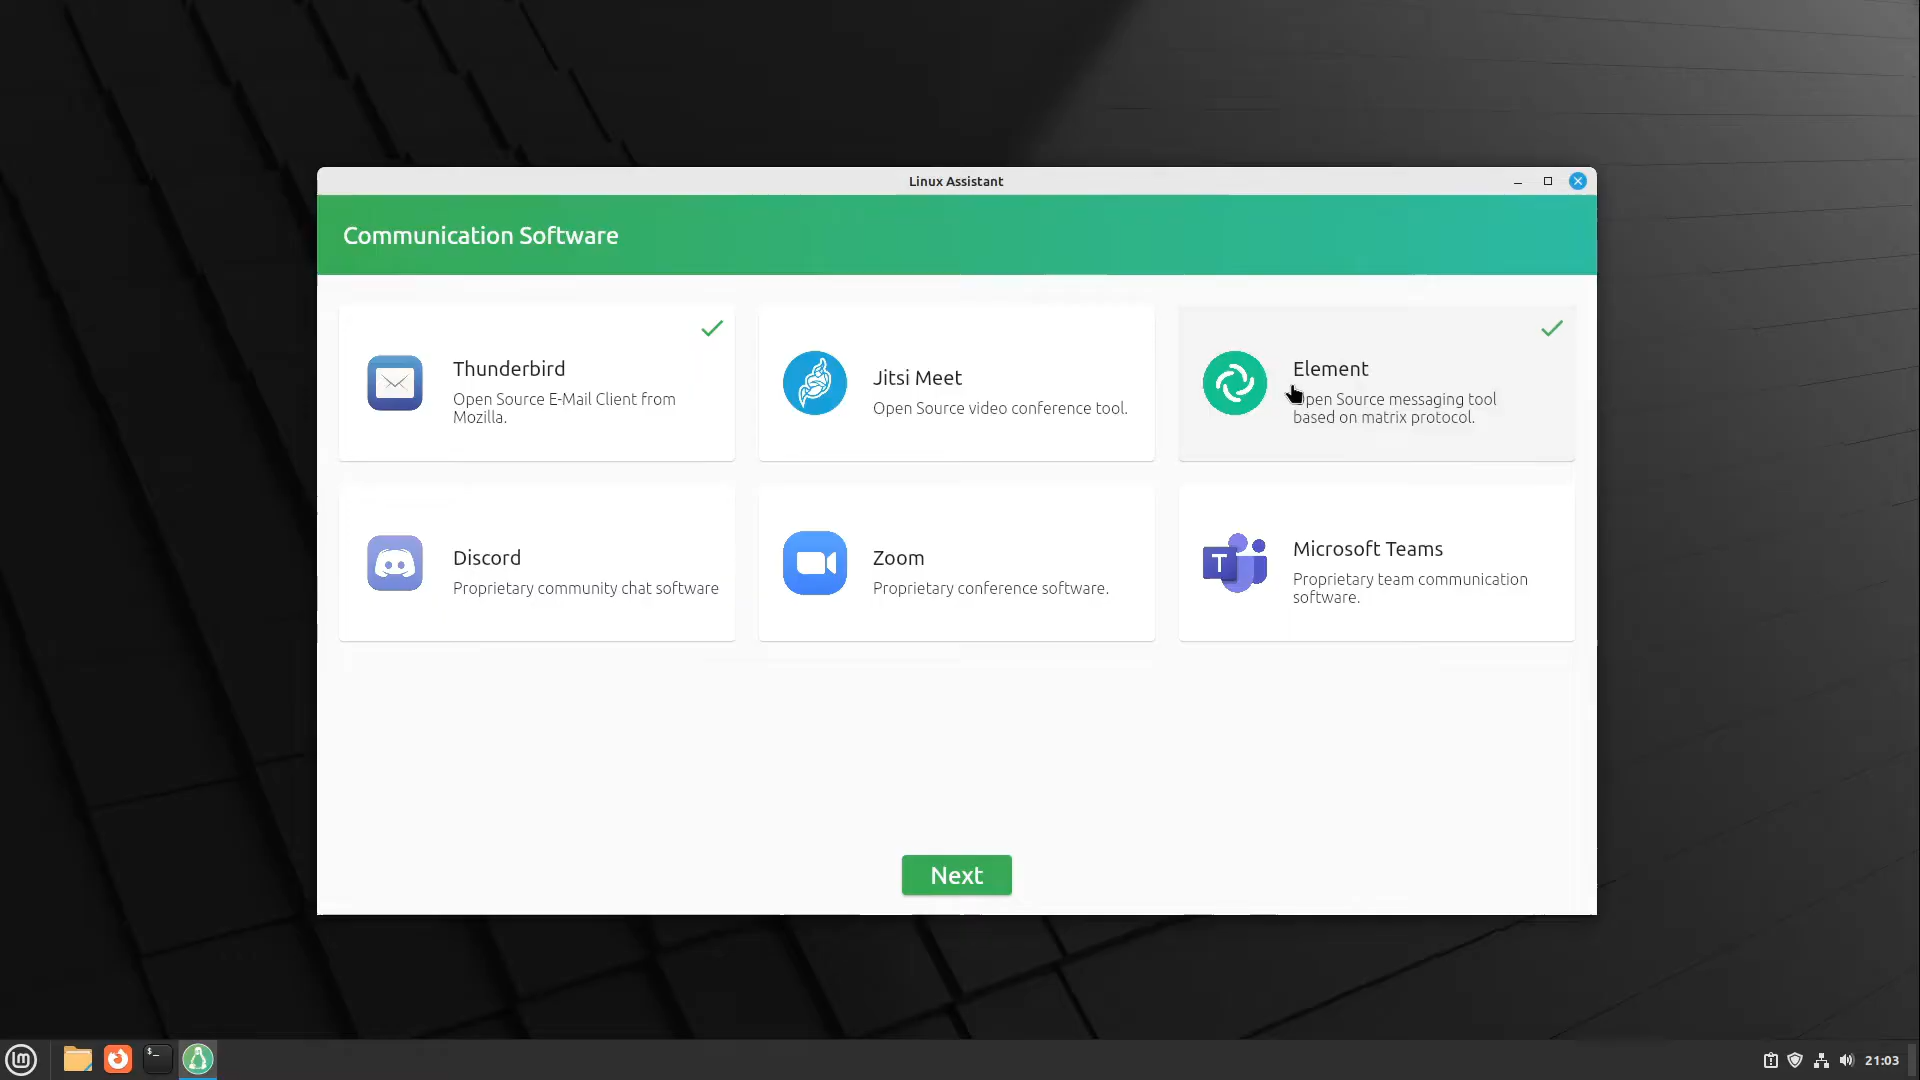 Linux Assistant
Communication Software
Thunderbird
Open Source E-Mail Client from
Mozilla.
Jitsi Meet
Open Source video conference tool.
Element
Open Source messaging tool
based on matrix protocol.
Discord
Proprietary community chat software
Zoom
Proprietary conference software.
T
Microsoft Teams
Proprietary team communication
software.
Next
21:03